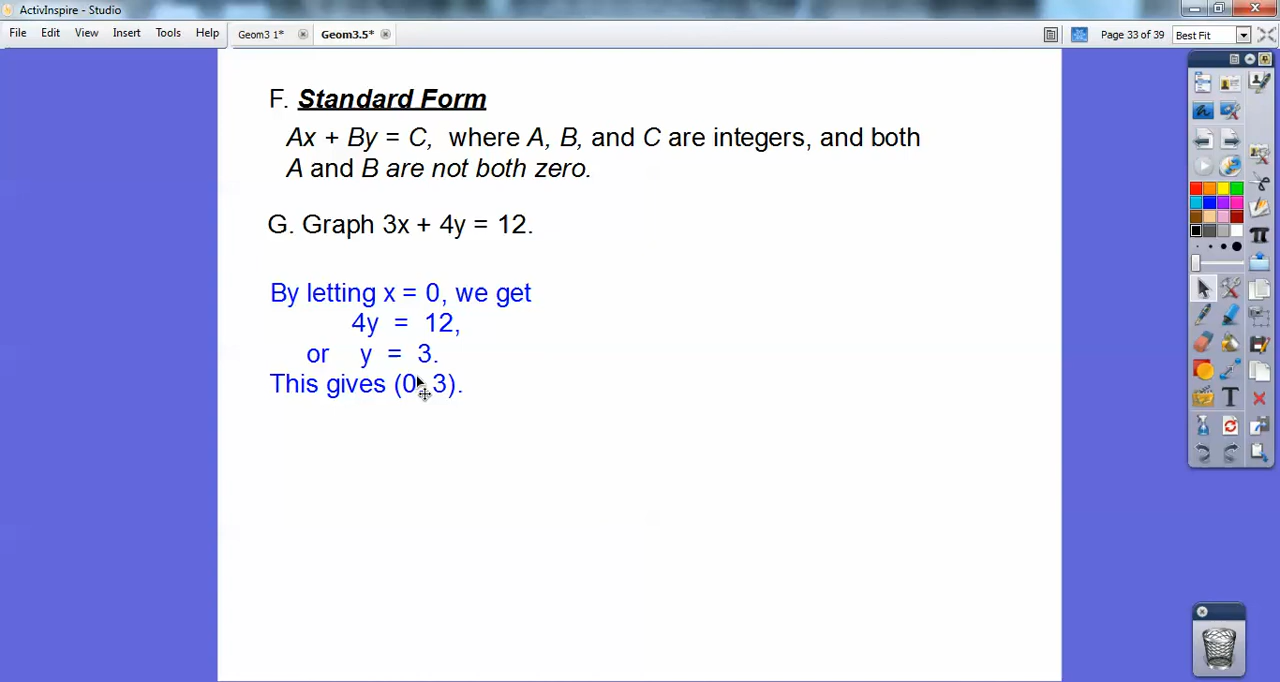 ActivInspire - Studio
File Edit View Insert Tools Help
Geom3 1* Geom3.5* Page 33 of 39 Best Fit
F. Standard Form
Ax + By = C, where A, B, and C are integers, and both
A and B are not both zero.
G. Graph 3x + 4y = 12.
By letting x = 0, we get
4y = 12,
or y = 3.
This gives (0, 3).